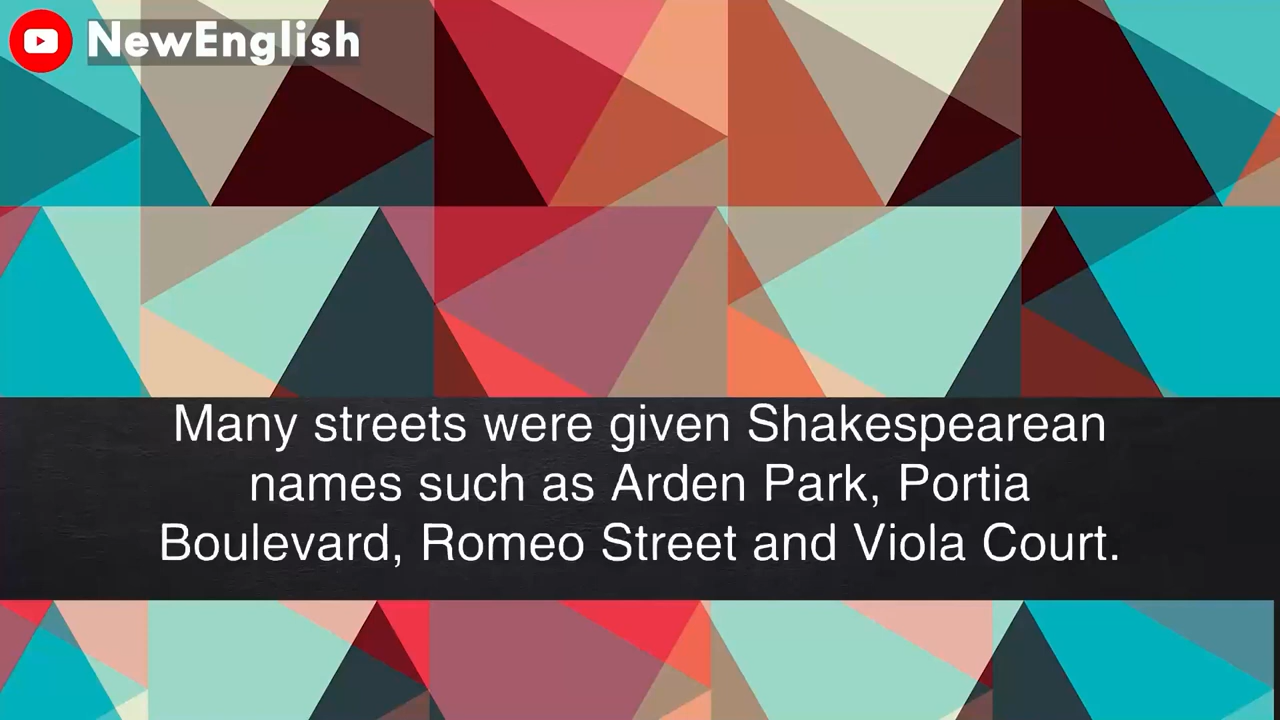 NewEnglish
Many streets were given Shakespearean
names such as Arden Park, Portia
Boulevard, Romeo Street and Viola Court.